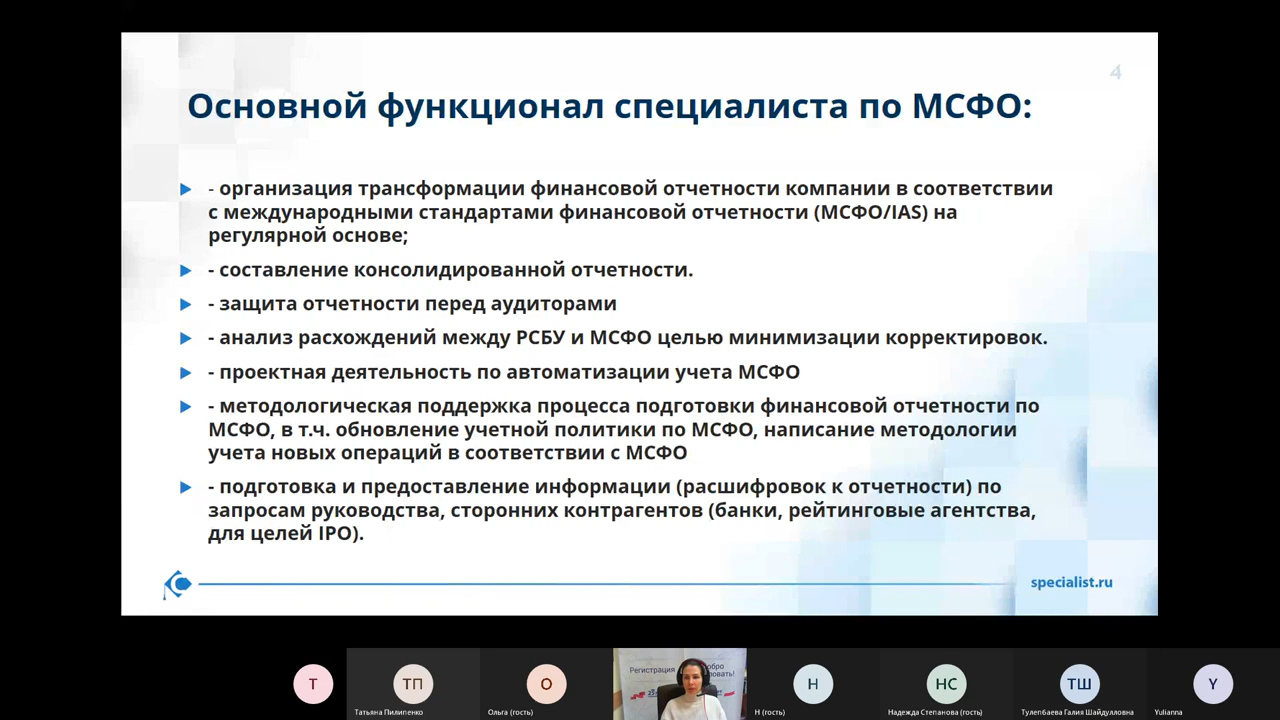 4
Основной функционал специалиста по МСФО:
- организация трансформации финансовой отчетности компании в соответствии
с международными стандартами финансовой отчетности (МСФО/IAS) на
регулярной основе;
- составление консолидированной отчетности.
- защита отчетности перед аудиторами
- анализ расхождений между РСБУ и МСФО целью минимизации корректировок.
- проектная деятельность по автоматизации учета МСФО
- методологическая поддержка процесса подготовки финансовой отчетности по
МСФО, в т.ч. обновление учетной политики по МСФО, написание методологии
учета новых операций в соответствии с МСФО
- подготовка и предоставление информации (расшифровок к отчетности) по
запросам руководства, сторонних контрагентов (банки, рейтинговые агентства,
для целей IPO).
specialist.ru
Регистрация
Т
ТП
О
Н
НС
ТШ
Y
Татьяна Пилипенко
Ольга (гость)
Н (гость)
Надежда Степанова (гость)
Тулепбаева Галия Шайдулловна
Yulianna